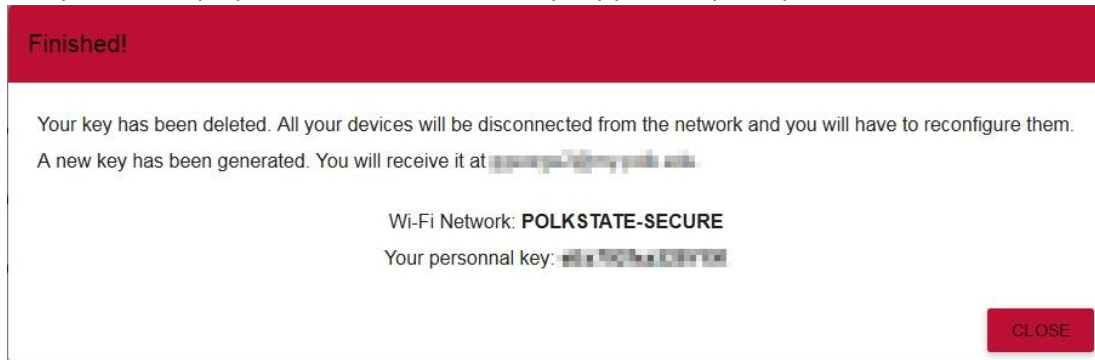 Finished!
Your key has been deleted. All your devices will be disconnected from the network and you will have to reconfigure them.
A new key has been generated. You will receive it at
Wi-Fi Network: POLKSTATE-SECURE
Your personnal key:
CLOSE